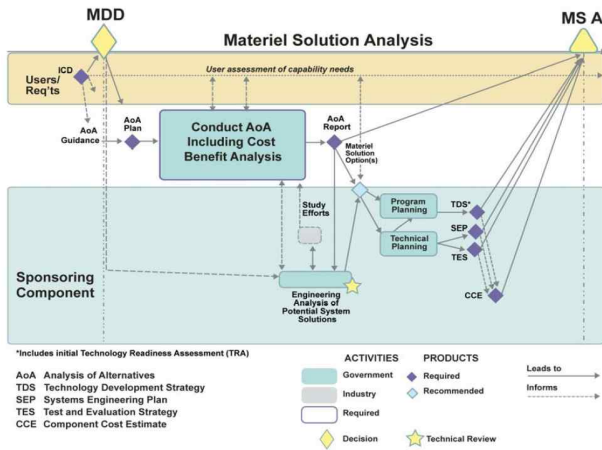 MDD
Materiel Solution Analysis
MS A
ICD
Users/
Req'ts
User assessment of capability needs
AoA
Guidance
AoA
Plan
Conduct AoA
Including Cost
Benefit Analysis
AoA
Report
Materiel
Solution
Option(s)
Study
Efforts
Industry
Program
Planning
Technical
Planning
TDS*
SEP
TES
CCE
Sponsoring
Component
Engineering
Analysis of
Potential System
Solutions
*Includes initial Technology Readiness Assessment (TRA)
AoA Analysis of Alternatives
TDS Technology Development Strategy
SEP Systems Engineering Plan
TES Test and Evaluation Strategy
CCE Component Cost Estimate
ACTIVITIES
Government
Industry
Required
Decision
PRODUCTS
Required
Recommended
Technical Review
Leads to
Informs